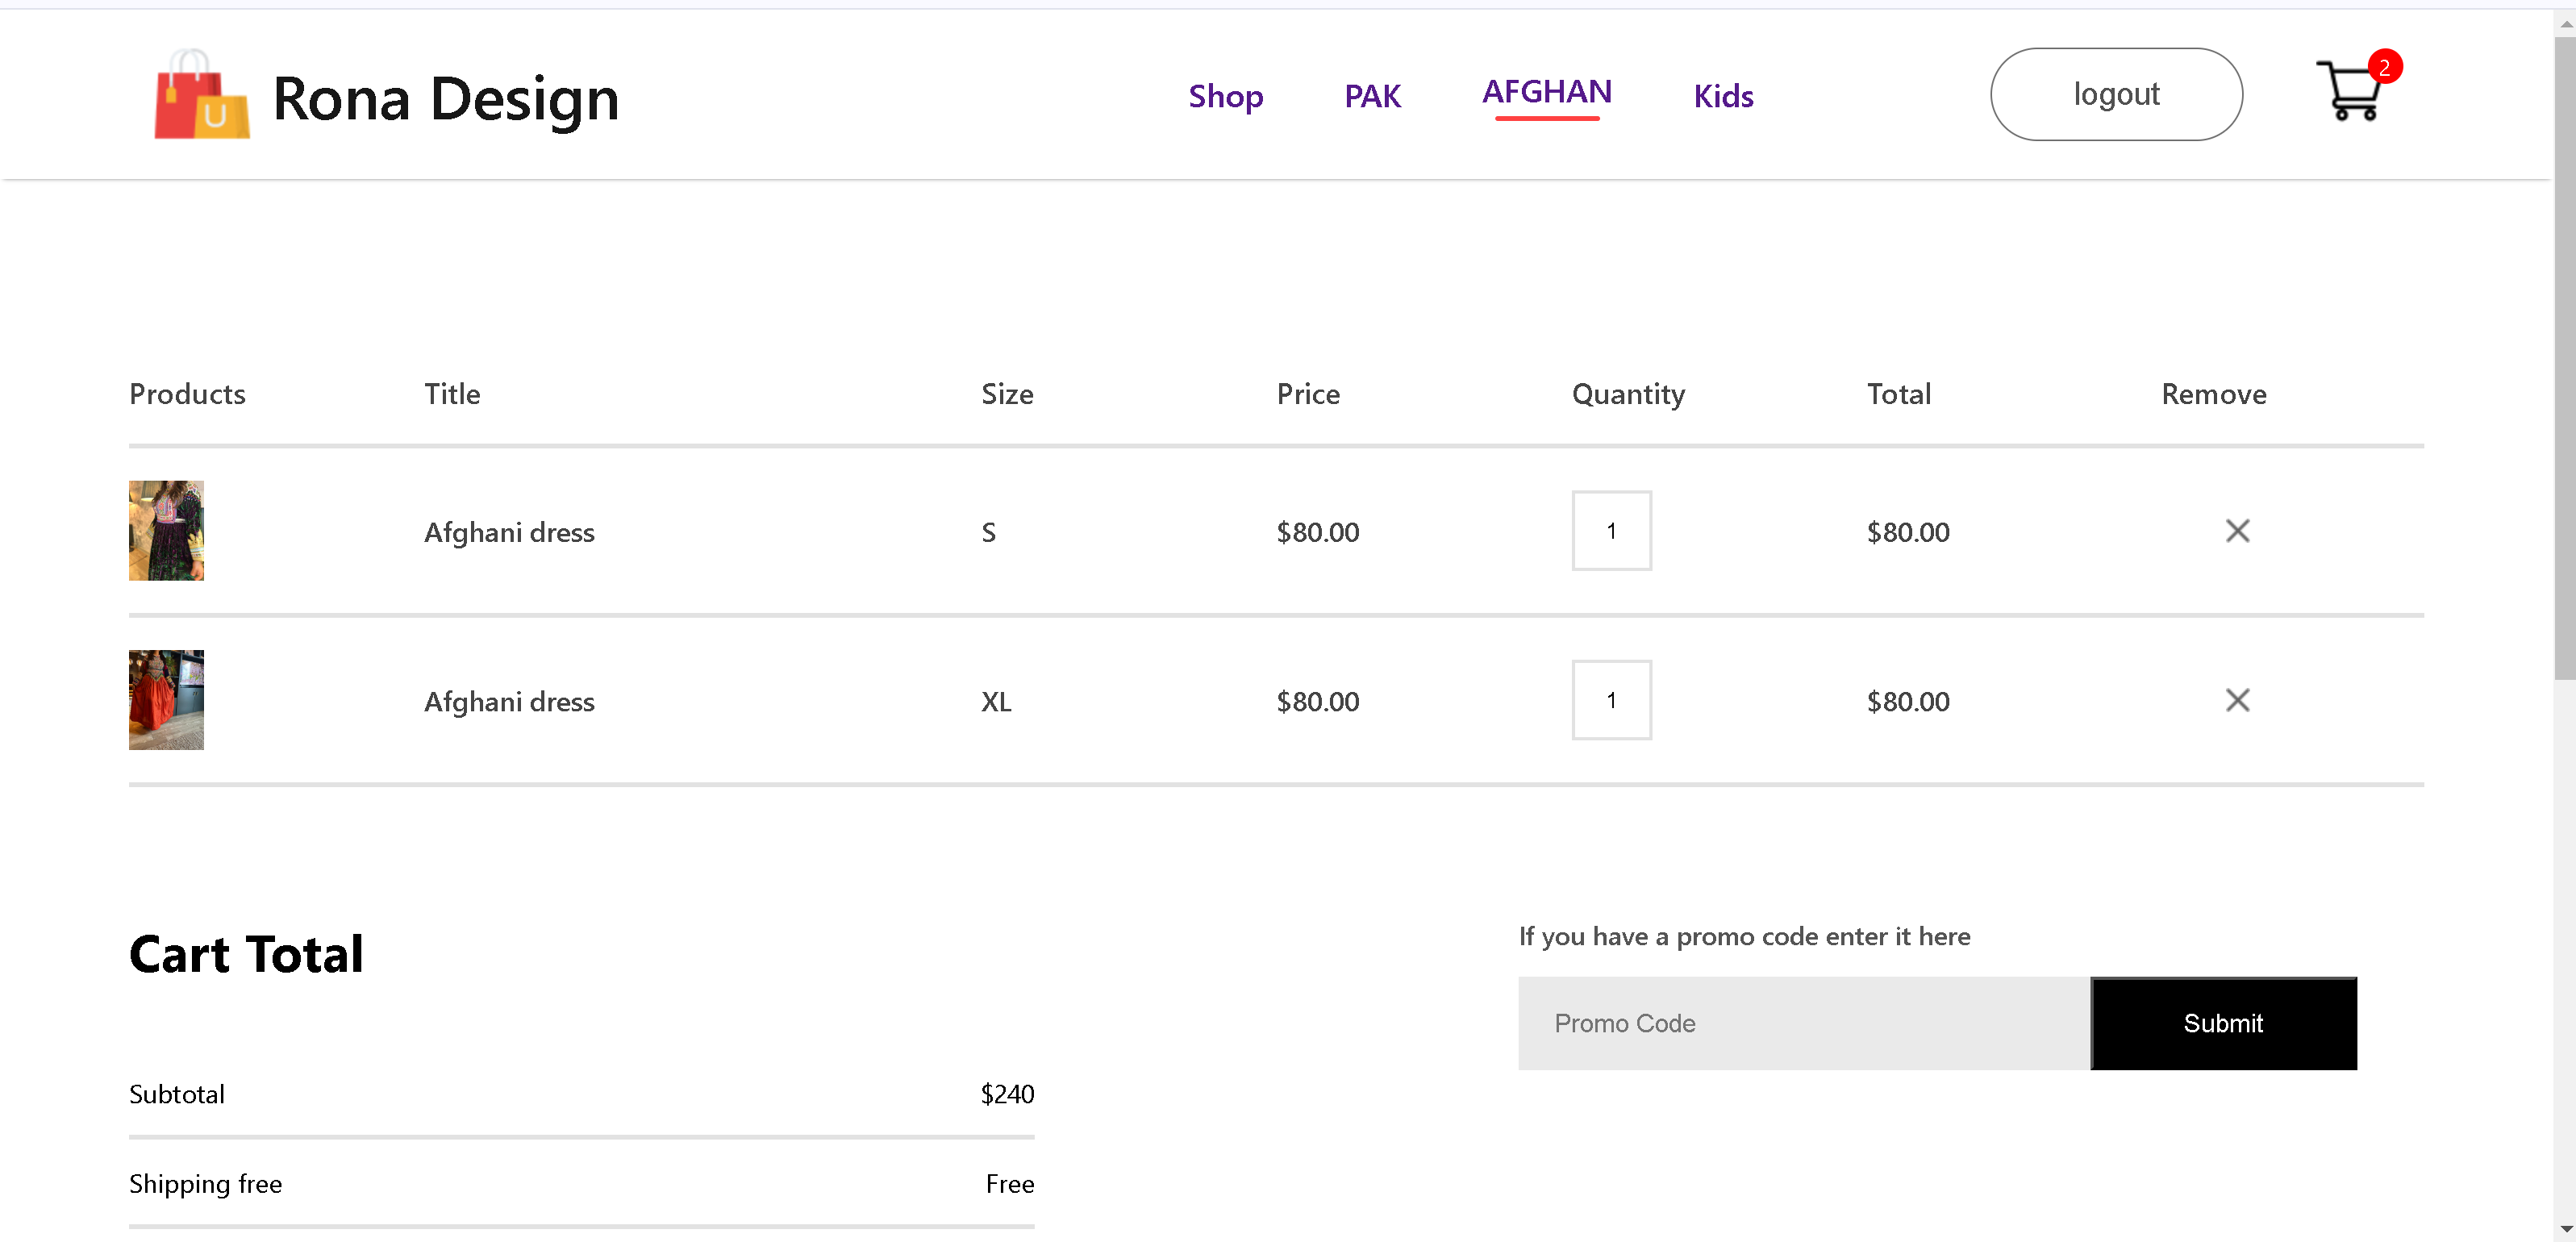 Rona Design
Shop PAK AFGHAN Kids
logout
2
Products Title Size Price Quantity Total Remove
Afghani dress S $80.00 1 $80.00
Afghani dress XL $80.00 1 $80.00
Cart Total
If you have a promo code enter it here
Promo Code Submit
Subtotal $240
Shipping free Free